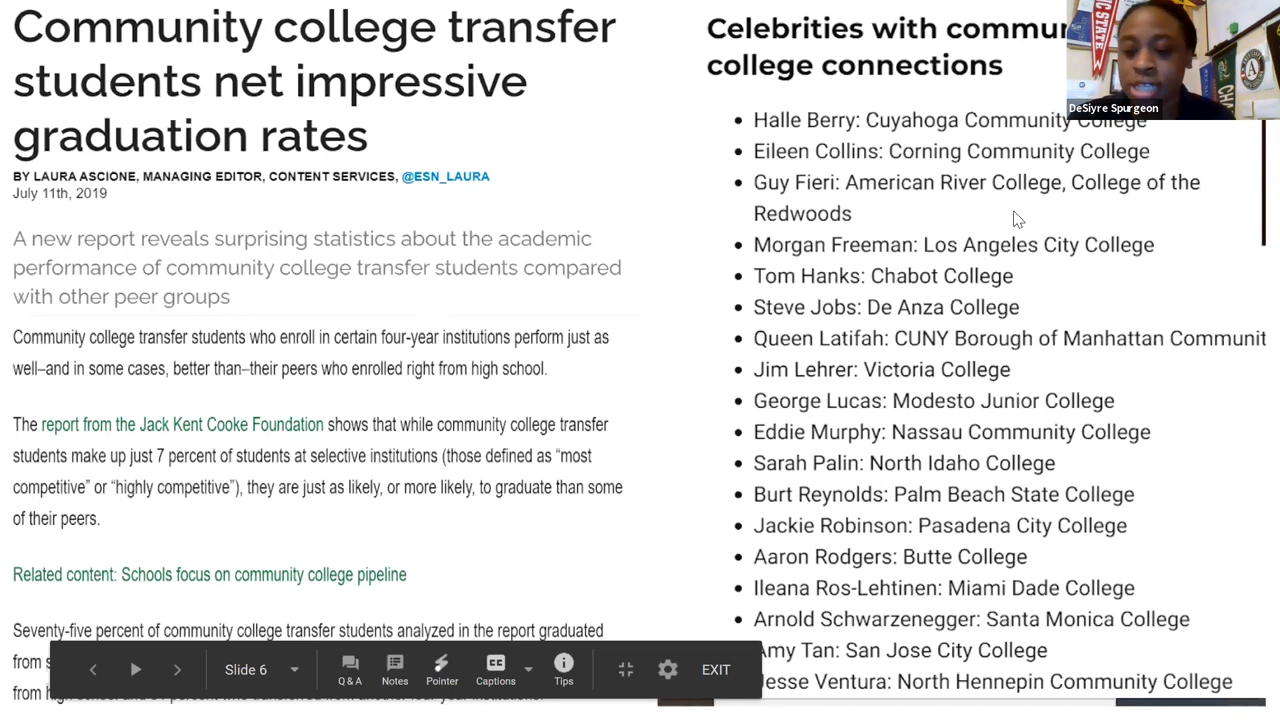 Community college transfer
students net impressive
graduation rates
BY LAURA ASCIONE, MANAGING EDITOR, CONTENT SERVICES, @ESN_LAURA
July 11th, 2019
A new report reveals surprising statistics about the academic
performance of community college transfer students compared
with other peer groups
Community college transfer students who enroll in certain four-year institutions perform just as
well–and in some cases, better than–their peers who enrolled right from high school.
The report from the Jack Kent Cooke Foundation shows that while community college transfer
students make up just 7 percent of students at selective institutions (those defined as “most
competitive” or “highly competitive”), they are just as likely, or more likely, to graduate than some
of their peers.
Related content: Schools focus on community college pipeline
Seventy-five percent of community college transfer students analyzed in the report graduated
from
from
Celebrities with commun
college connections
• Halle Berry: Cuyahoga Community College
• Eileen Collins: Corning Community College
• Guy Fieri: American River College, College of the
Redwoods
• Morgan Freeman: Los Angeles City College
• Tom Hanks: Chabot College
• Steve Jobs: De Anza College
• Queen Latifah: CUNY Borough of Manhattan Communit
• Jim Lehrer: Victoria College
• George Lucas: Modesto Junior College
• Eddie Murphy: Nassau Community College
• Sarah Palin: North Idaho College
• Burt Reynolds: Palm Beach State College
• Jackie Robinson: Pasadena City College
• Aaron Rodgers: Butte College
• Ileana Ros-Lehtinen: Miami Dade College
• Arnold Schwarzenegger: Santa Monica College
Amy Tan: San Jose City College
Jesse Ventura: North Hennepin Community College
NC STATE
A
DeSiyre Spurgeon
Slide 6
Q & A
Notes
Pointer
CC
Captions
Tips
EXIT